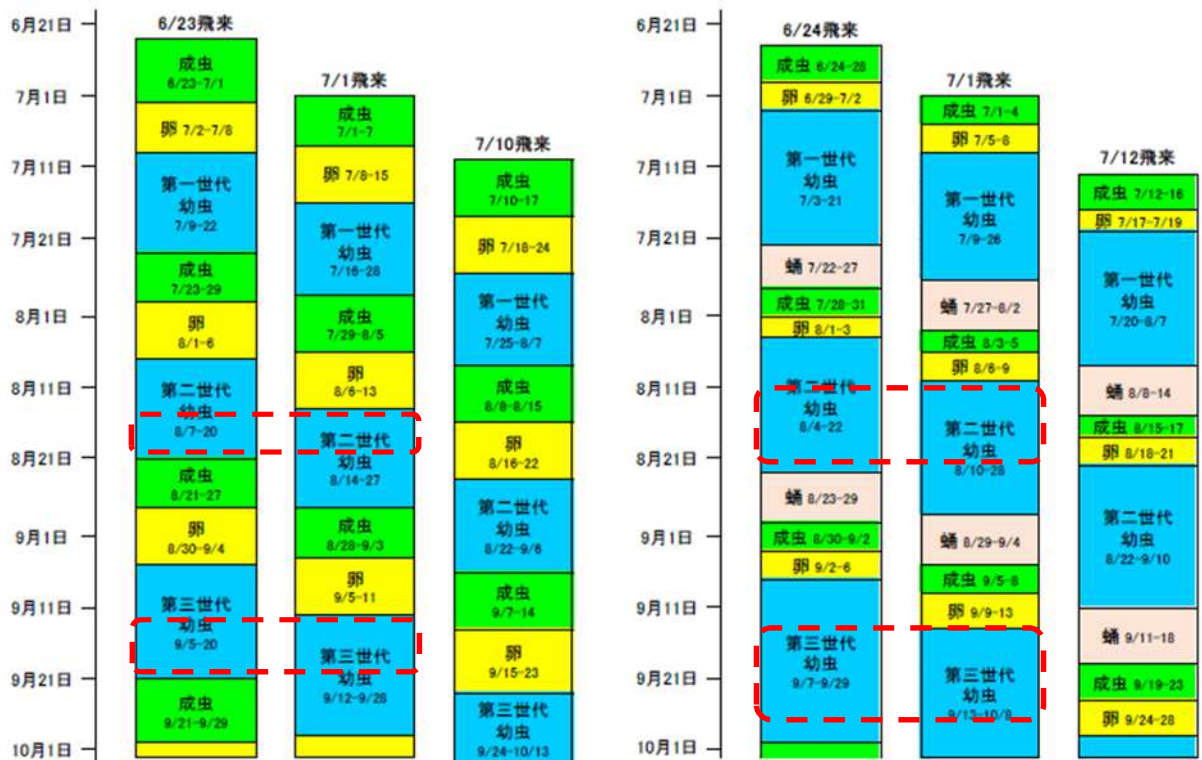 6月21日
7月1日
7月11日
7月21日
8月1日
8月11日
8月21日
9月1日
9月11日
9月21日
10月1日
6/23飛来
成虫
6/23-7/1
卵 7/2-7/8
第一世代
幼虫
7/9-22
成虫
7/23-29
卵
8/1-6
第二世代
幼虫
8/7-20
成虫
8/21-27
卵
8/30-9/4
第三世代
幼虫
9/5-20
成虫
9/21-9/29
7/1飛来
成虫
7/1-7
卵 7/8-15
第一世代
幼虫
7/16-28
成虫
7/29-8/5
卵
8/6-13
第二世代
幼虫
8/14-27
成虫
8/28-9/3
卵
9/5-11
第三世代
幼虫
9/12-9/28
7/10飛来
成虫
7/10-17
卵 7/18-24
第一世代
幼虫
7/25-8/7
成虫
8/8-8/15
卵
8/16-22
第二世代
幼虫
8/22-9/6
成虫
9/7-14
卵
9/15-23
第三世代
幼虫
9/24-10/13
6月21日
7月1日
7月11日
7月21日
8月1日
8月11日
8月21日
9月1日
9月11日
9月21日
10月1日
6/24飛来
成虫 6/24-28
卵 6/29-7/2
第一世代
幼虫
7/3-21
蛹 7/22-27
成虫 7/28-31
卵 8/1-3
第二世代
幼虫
8/4-22
蛹 8/23-29
成虫 8/30-9/2
卵 9/2-6
第三世代
幼虫
9/7-9/29
7/1飛来
成虫 7/1-4
卵 7/5-8
第一世代
幼虫
7/9-26
蛹 7/27-8/2
成虫 8/3-5
卵 8/6-9
第二世代
幼虫
8/10-28
蛹 8/29-9/4
成虫 9/5-8
卵 9/9-13
第三世代
幼虫
9/13-10/8
7/12飛来
成虫 7/12-16
卵 7/17-7/19
第一世代
幼虫
7/20-8/7
蛹 8/8-14
成虫 8/15-17
卵 8/18-21
第二世代
幼虫
8/22-9/10
蛹 9/11-18
成虫 9/19-23
卵 9/24-28